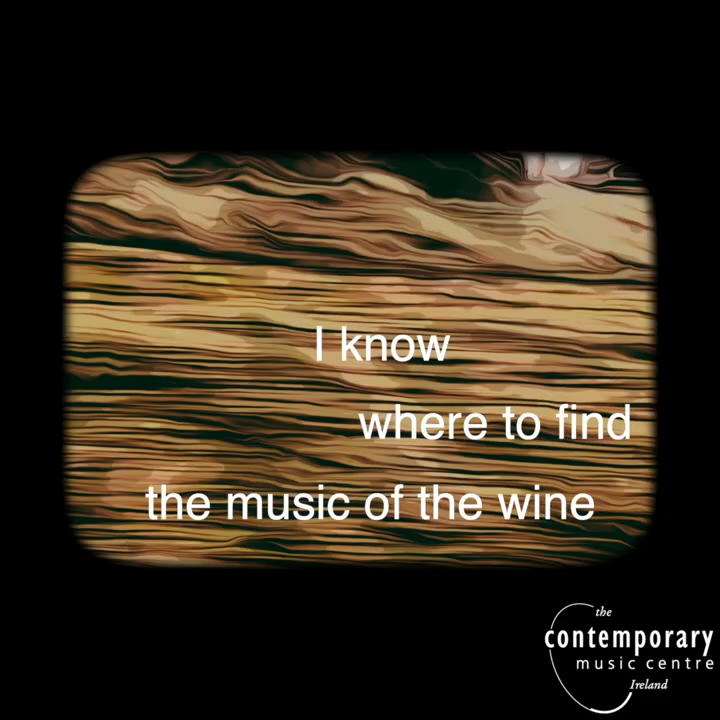 I know
where to find
the music of the wine
the
contemporary
music centre
Ireland